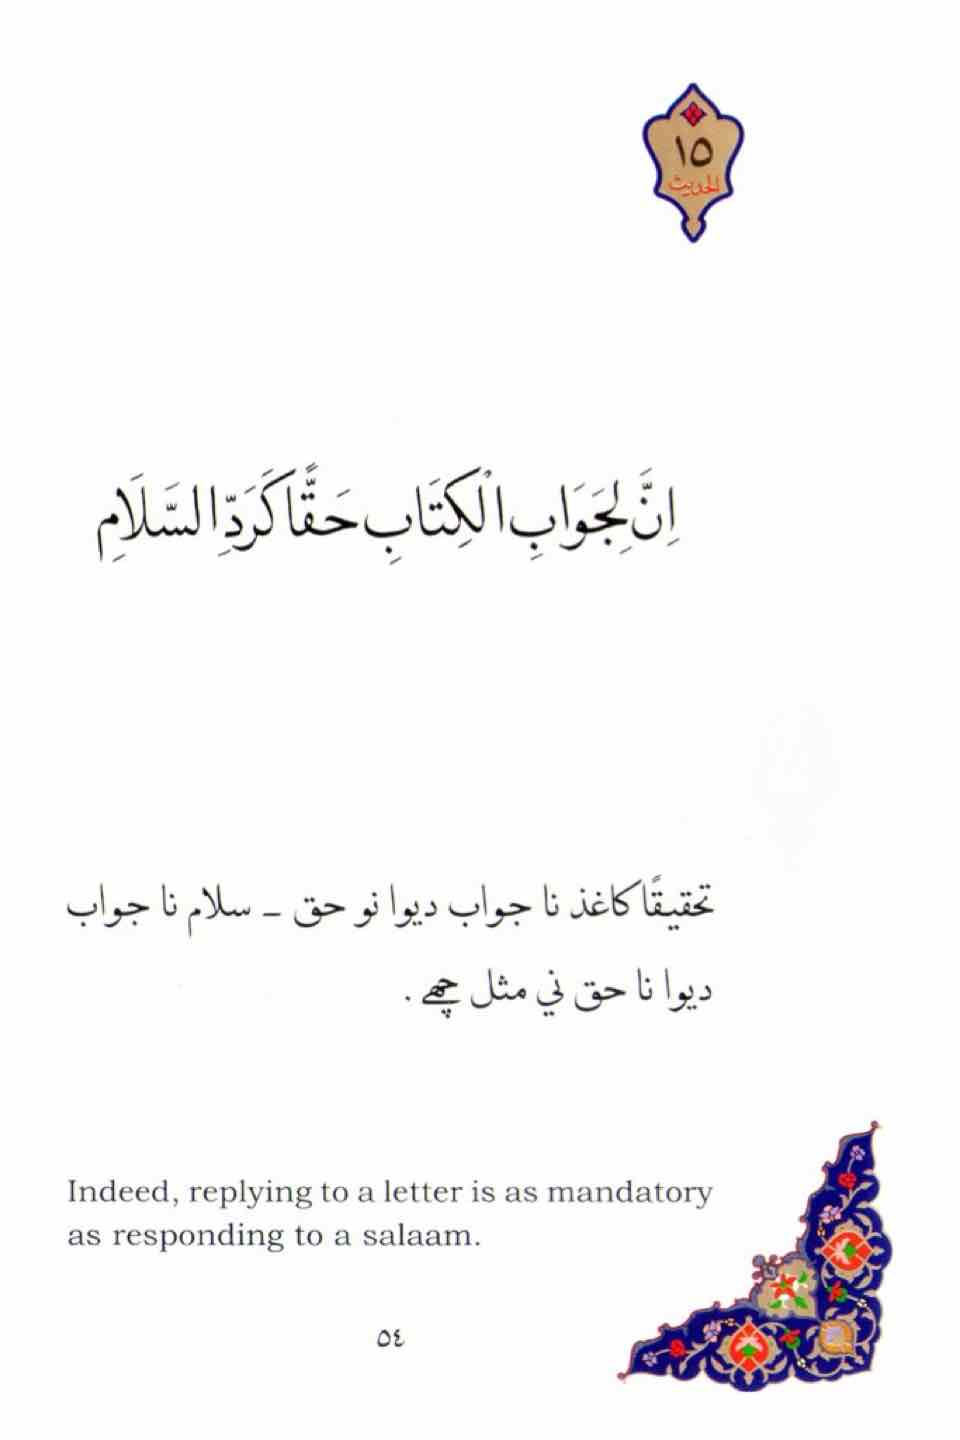 ١٥
الحديث
اِنَّ لِجَوَابِ الْكِتَابِ حَقًّا كَرَدِّ السَّلَامِ
تحقيقًا كاغذ نا جواب ديوا نو حق ـ سلام نا جواب
ديوا نا حق ني مثل چھے .
Indeed, replying to a letter is as mandatory
as responding to a salaam.
٥٤